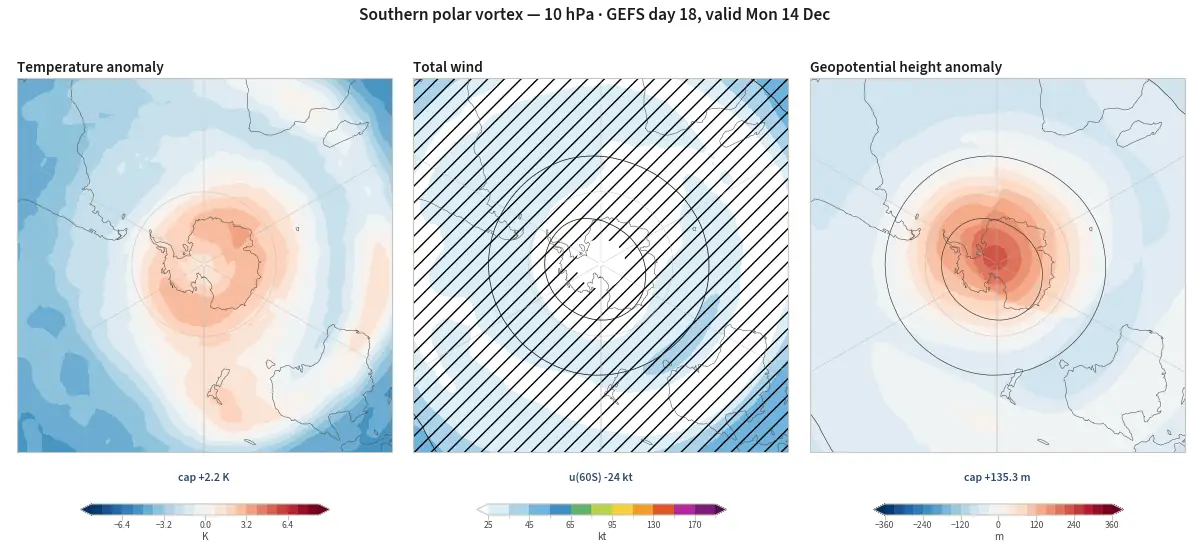 Southern polar vortex — 10 hPa · GEFS day 18, valid Mon 14 Dec
Temperature anomaly
Total wind
Geopotential height anomaly
cap +2.2 K
u(60S) -24 kt
cap +135.3 m
−6.4 −3.2 0.0 3.2 6.4
K
25 45 65 95 130 170
kt
−360 −240 −120 0 120 240 360
m